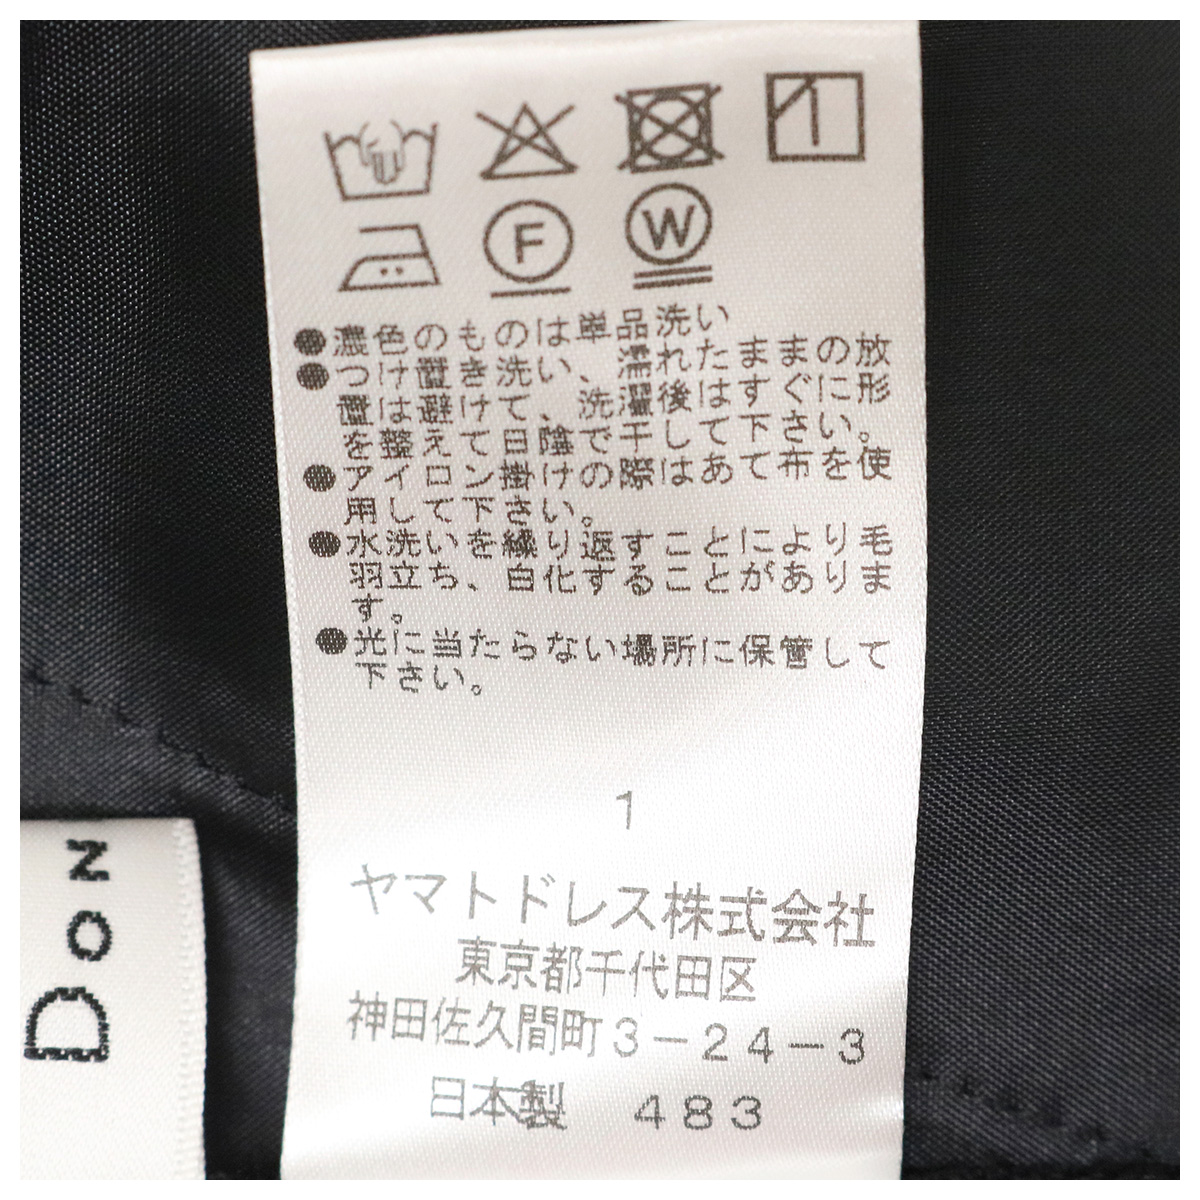 F W
●濃色のものは単品洗い
●つけ置き洗い、濡れたままの放
置は避けて、洗濯後はすぐに形
を整えて日陰で干して下さい。
●アイロン掛けの際はあて布を使
用して下さい。
●水洗いを繰り返すことにより毛
羽立ち、白化することがありま
す。
●光に当たらない場所に保管して
下さい。
1
ヤマトドレス株式会社
東京都千代田区
神田佐久間町3-24-3
日本製 483
DON